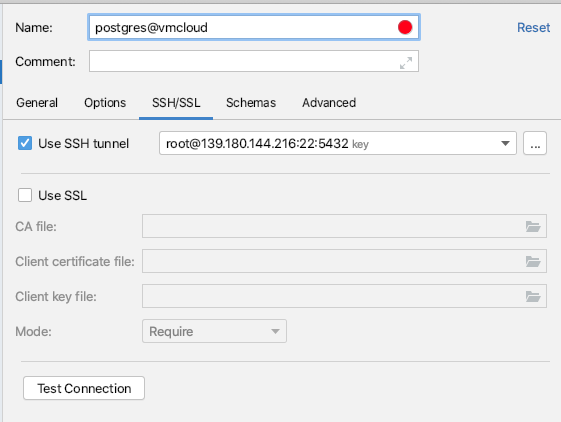 Name: postgres@vmcloud Reset
Comment:
General Options SSH/SSL Schemas Advanced
Use SSH tunnel root@139.180.144.216:22:5432 key ...
Use SSL
CA file:
Client certificate file:
Client key file:
Mode: Require
Test Connection